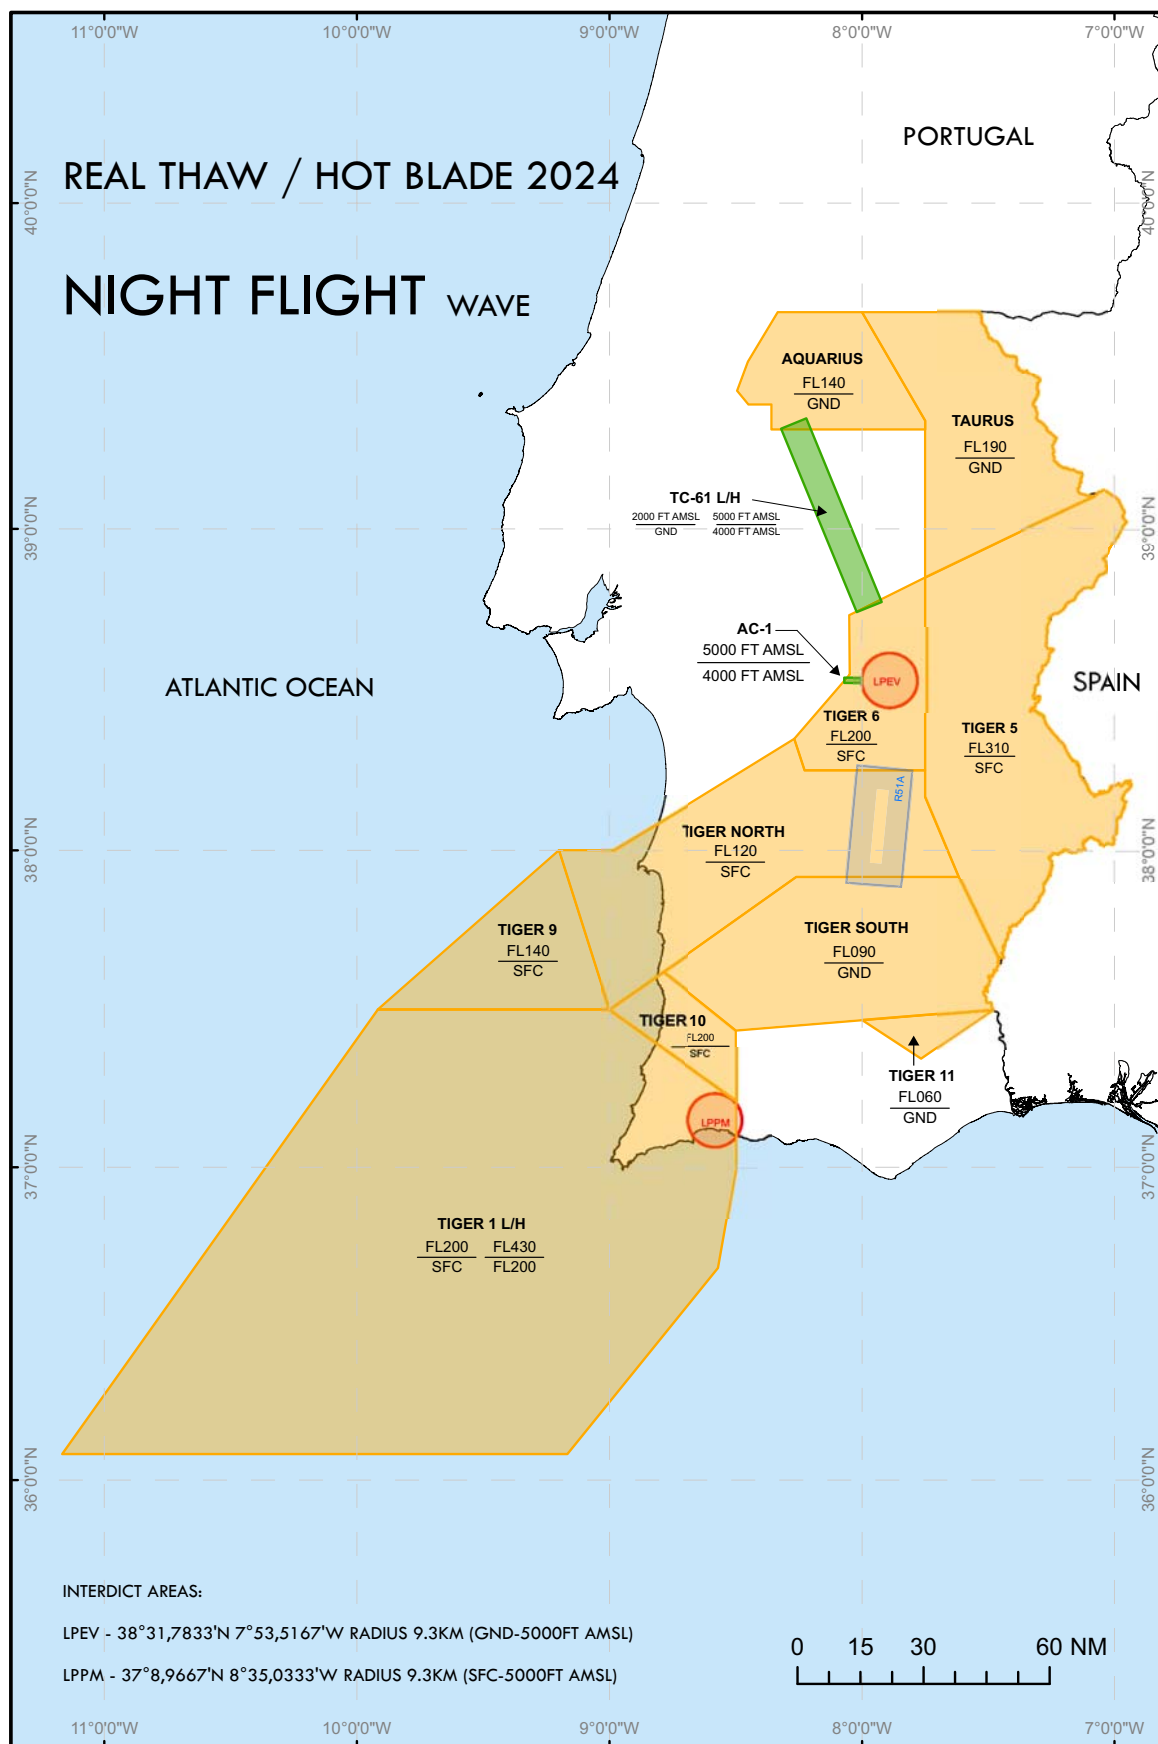 11°0'0"W 10°0'0"W 9°0'0"W 8°0'0"W 7°0'0"W
PORTUGAL
REAL THAW / HOT BLADE 2024
40°0'0"N 40°0'0"N
NIGHT FLIGHT WAVE
AQUARIUS
FL140
GND
TAURUS
FL190
GND
TC-61 L/H
2000 FT AMSL 5000 FT AMSL
GND 4000 FT AMSL
39°0'0"N 39°0'0"N
AC-1
5000 FT AMSL
4000 FT AMSL
LPEV
ATLANTIC OCEAN
SPAIN
TIGER 6
FL200
SFC
TIGER 5
FL310
SFC
R51A
TIGER NORTH
FL120
SFC
38°0'0"N 38°0'0"N
TIGER 9
FL140
SFC
TIGER SOUTH
FL090
GND
TIGER 10
FL200
SFC
TIGER 11
FL060
GND
LPPM
37°0'0"N 37°0'0"N
TIGER 1 L/H
FL200 FL430
SFC FL200
36°0'0"N 36°0'0"N
INTERDICT AREAS:
LPEV - 38°31,7833'N 7°53,5167'W RADIUS 9.3KM (GND-5000FT AMSL)
LPPM - 37°8,9667'N 8°35,0333'W RADIUS 9.3KM (SFC-5000FT AMSL)
0 15 30 60 NM
11°0'0"W 10°0'0"W 9°0'0"W 8°0'0"W 7°0'0"W